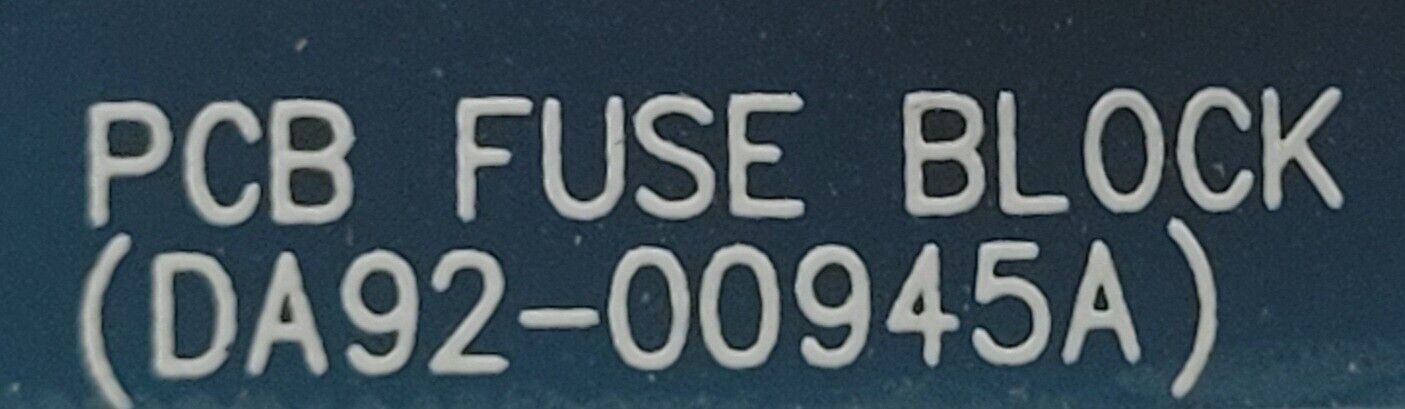 PCB FUSE BLOCK
(DA92-00945A)